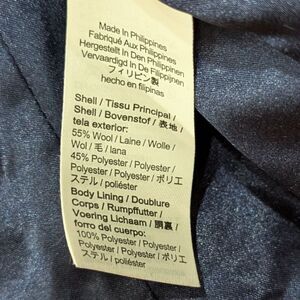 Made In Philippines
Fabriqué Aux Philippines
Hergestellt In Den Philippinen
Vervaardigd In De Filippijnen
フィリピン製
hecho en filipinas
Shell / Tissu Principal /
Shell / Bovenstof / 表地 /
tela exterior:
55% Wool / Laine / Wolle /
Wol / 毛 / lana
45% Polyester / Polyester /
Polyester / Polyester / ポリエ
ステル / poliéster
Body Lining / Doublure
Corps / Rumpffutter /
Voering Lichaam / 胴裏 /
forro del cuerpo:
100% Polyester / Polyester /
Polyester / Polyester / ポリエ
ステル / poliéster